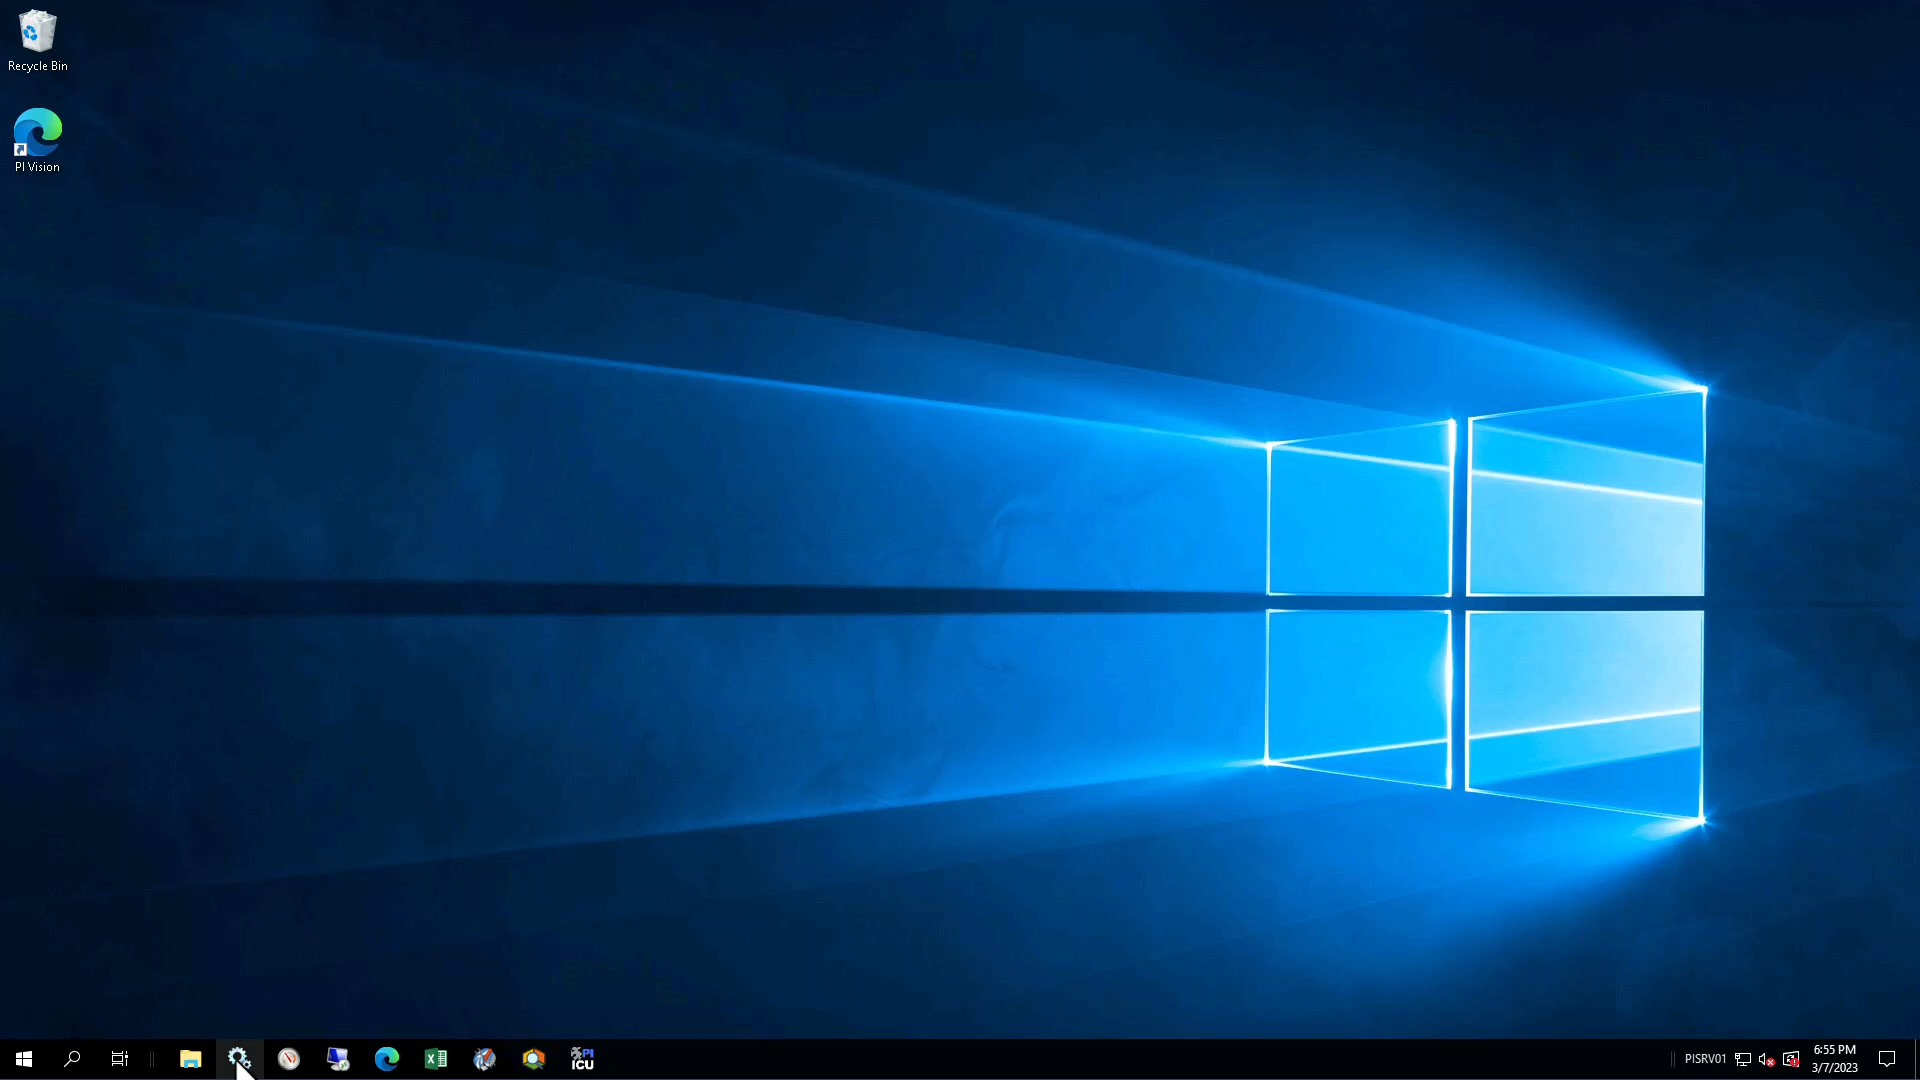 Recycle Bin
PI Vision
PI
ICU
PISRV01
6:55 PM
3/7/2023